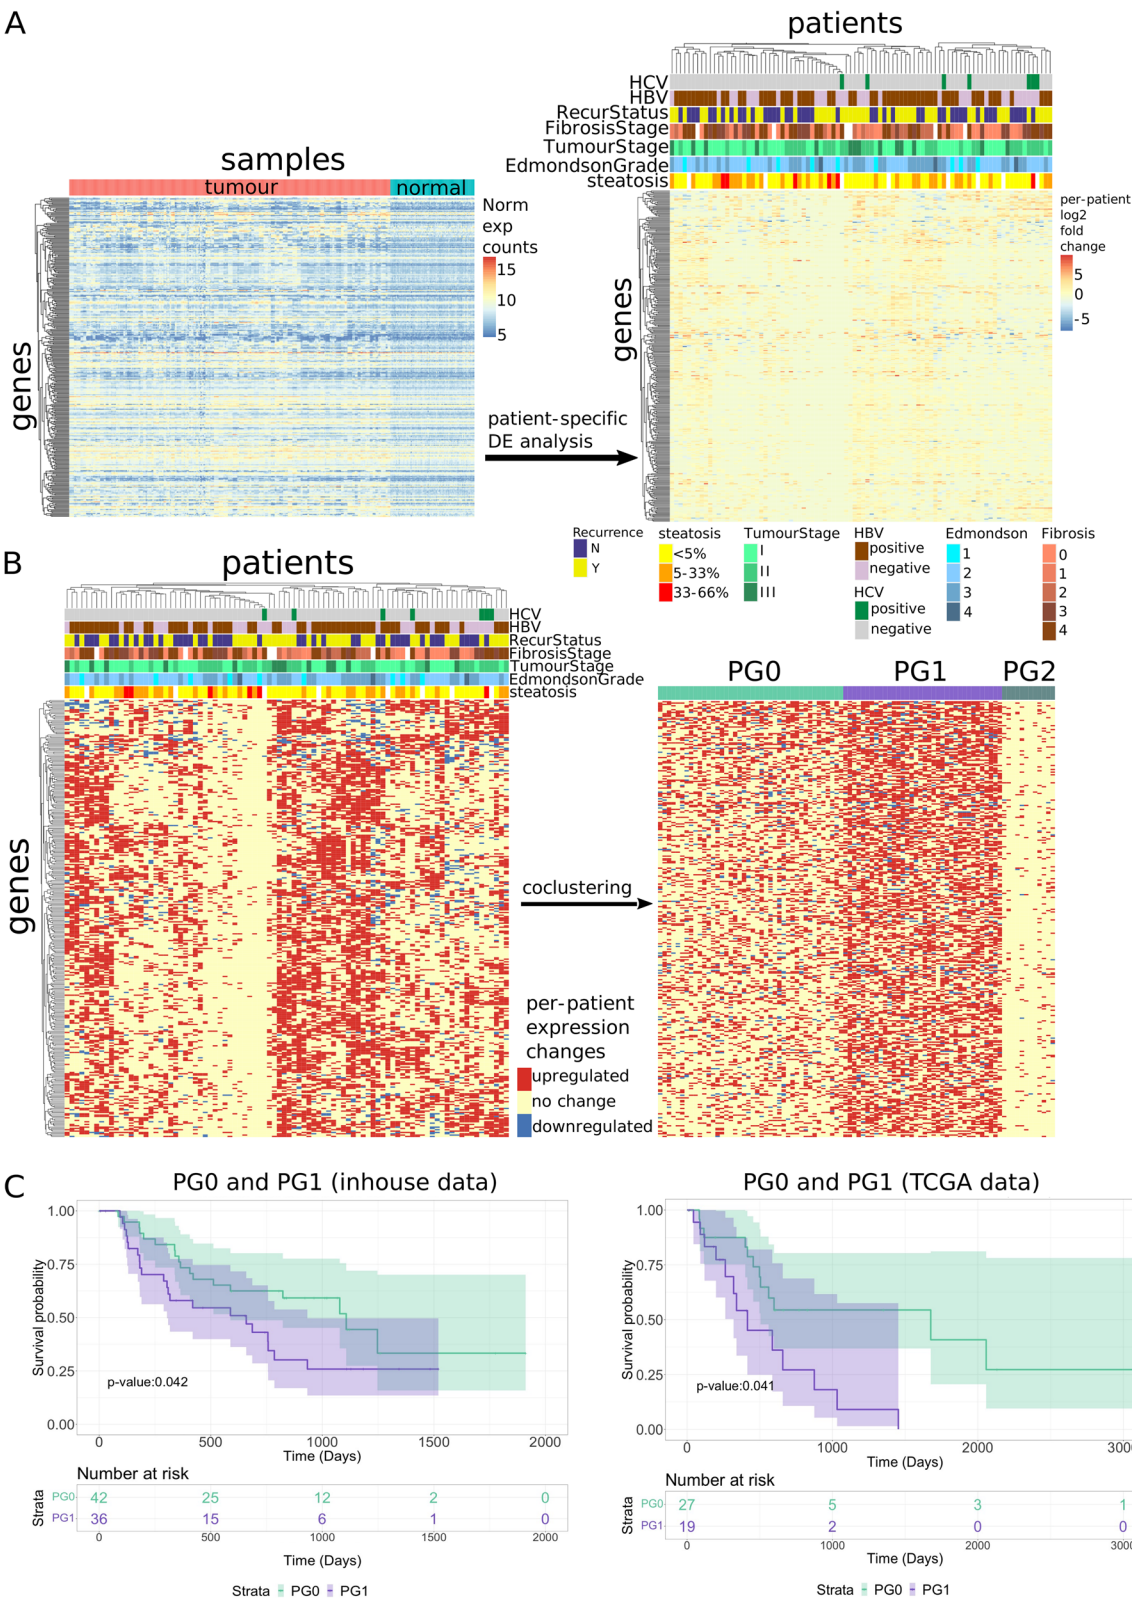 A
samples
tumour
normal
genes
Norm
exp
counts
15
10
5
patient-specific
DE analysis
patients
HCV
HBV
RecurStatus
FibrosisStage
TumourStage
EdmondsonGrade
steatosis
genes
per-patient
log2
fold
change
5
0
-5
Recurrence
N
Y
steatosis
<5%
5-33%
33-66%
TumourStage
I
II
III
HBV
positive
negative
HCV
positive
negative
Edmondson
1
2
3
4
Fibrosis
0
1
2
3
4
B
patients
HCV
HBV
RecurStatus
FibrosisStage
TumourStage
EdmondsonGrade
steatosis
genes
coclustering
per-patient
expression
changes
upregulated
no change
downregulated
PG0 PG1 PG2
C
PG0 and PG1 (inhouse data)
Survival probability
1.00
0.75
0.50
0.25
0.00
p-value:0.042
0 500 1000 1500 2000
Time (Days)
Number at risk
Strata
PG0 42 25 12 2 0
PG1 36 15 6 1 0
0 500 1000 1500 2000
Time (Days)
Strata PG0 PG1
PG0 and PG1 (TCGA data)
Survival probability
1.00
0.75
0.50
0.25
0.00
p-value:0.041
0 1000 2000 3000
Time (Days)
Number at risk
Strata
PG0 27 5 3 1
PG1 19 2 0 0
0 1000 2000 3000
Time (Days)
Strata PG0 PG1